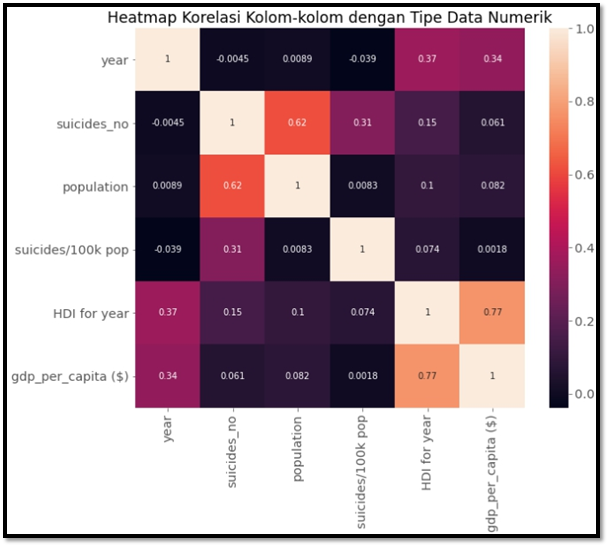 Heatmap Korelasi Kolom-kolom dengan Tipe Data Numerik
year 1 -0.0045 0.0089 -0.039 0.37 0.34
suicides_no -0.0045 1 0.62 0.31 0.15 0.061
population 0.0089 0.62 1 0.0083 0.1 0.082
suicides/100k pop -0.039 0.31 0.0083 1 0.074 0.0018
HDI for year 0.37 0.15 0.1 0.074 1 0.77
gdp_per_capita ($) 0.34 0.061 0.082 0.0018 0.77 1
year suicides_no population suicides/100k pop HDI for year gdp_per_capita ($)
1.0
0.8
0.6
0.4
0.2
0.0